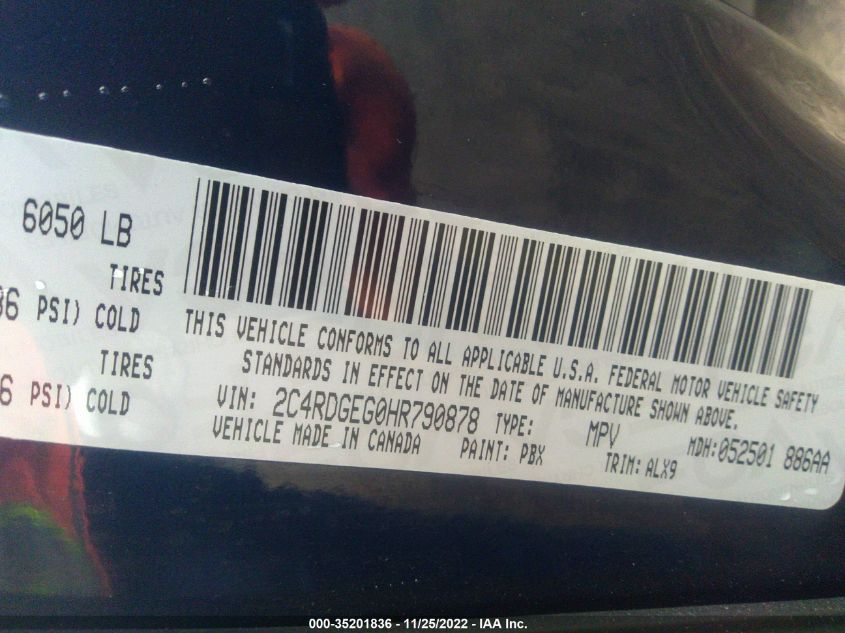 6050 LB
TIRES
36 PSI) COLD
TIRES
6 PSI) COLD
THIS VEHICLE CONFORMS TO ALL APPLICABLE U.S.A. FEDERAL MOTOR VEHICLE SAFETY
STANDARDS IN EFFECT ON THE DATE OF MANUFACTURE SHOWN ABOVE.
VIN: 2C4RDGEG0HR790878 TYPE: MPV MDH:052501 886AA
VEHICLE MADE IN CANADA PAINT: PBX TRIM: ALX9
000-35201836 - 11/25/2022 - IAA Inc.